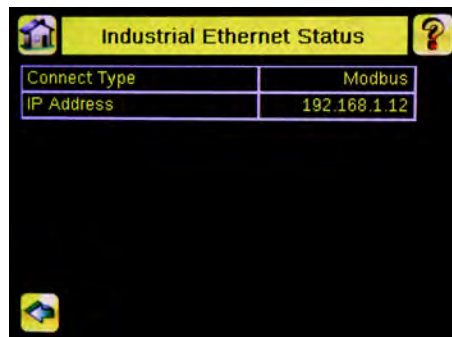 Industrial Ethernet Status
Connect Type Modbus
IP Address 192.168.1.12